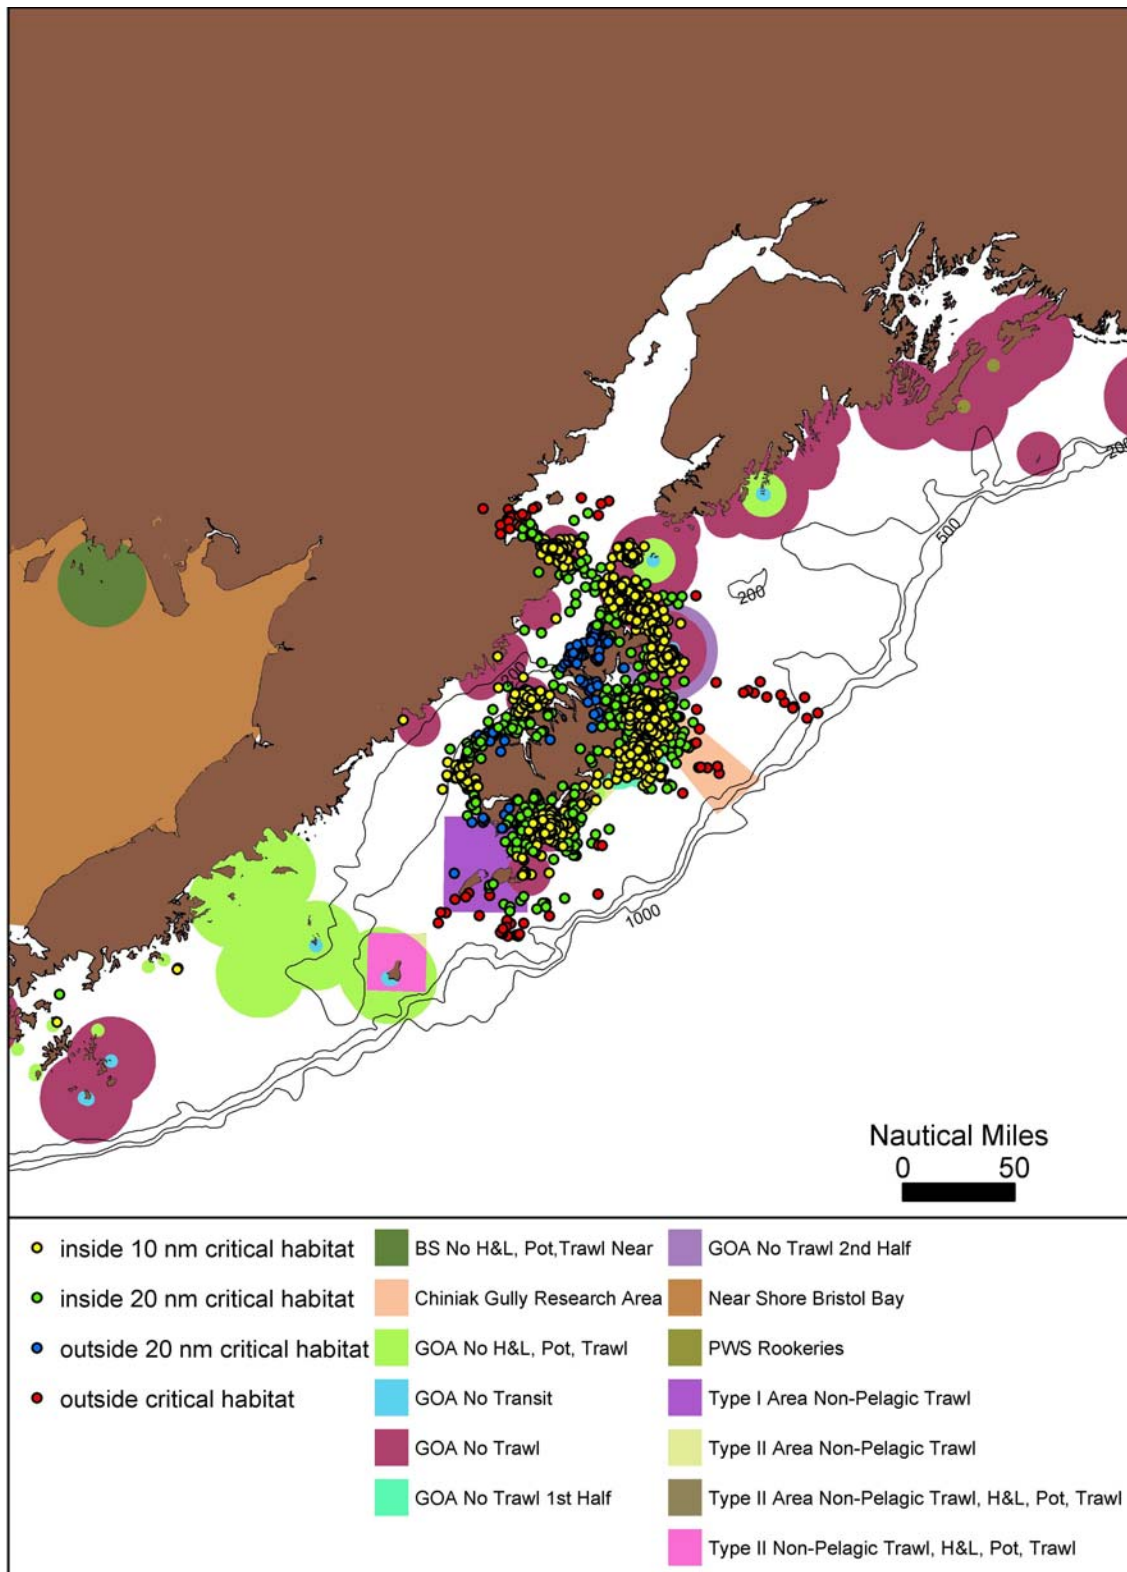 200
500
200
200
1000
Nautical Miles
0 50
inside 10 nm critical habitat
inside 20 nm critical habitat
outside 20 nm critical habitat
outside critical habitat
BS No H&L, Pot,Trawl Near
Chiniak Gully Research Area
GOA No H&L, Pot, Trawl
GOA No Transit
GOA No Trawl
GOA No Trawl 1st Half
GOA No Trawl 2nd Half
Near Shore Bristol Bay
PWS Rookeries
Type I Area Non-Pelagic Trawl
Type II Area Non-Pelagic Trawl
Type II Area Non-Pelagic Trawl, H&L, Pot, Trawl
Type II Non-Pelagic Trawl, H&L, Pot, Trawl